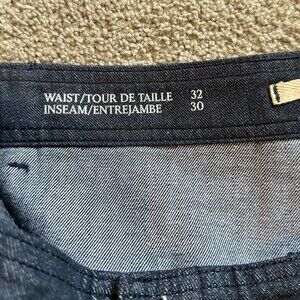 WAIST/TOUR DE TAILLE 32
INSEAM/ENTREJAMBE 30